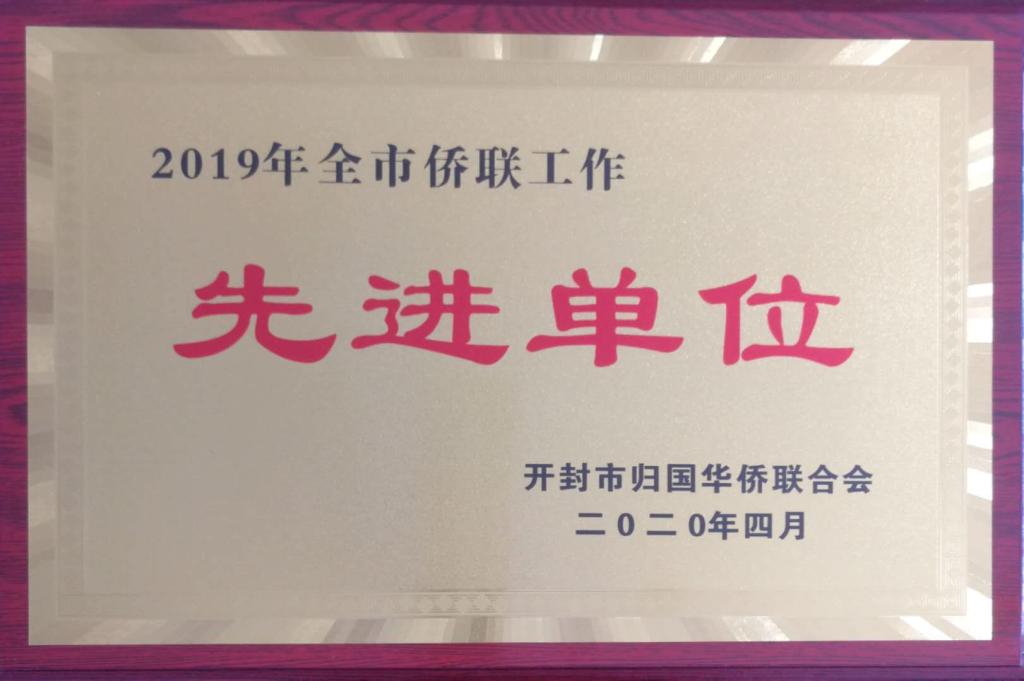 2019年全市侨联工作
先进单位
开封市归国华侨联合会
二0二0年四月